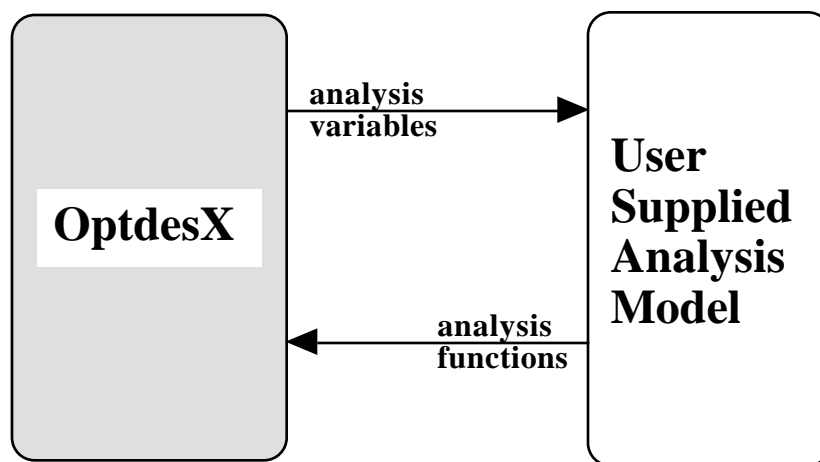 analysis
variables
OptdesX
User
Supplied
Analysis
Model
analysis
functions